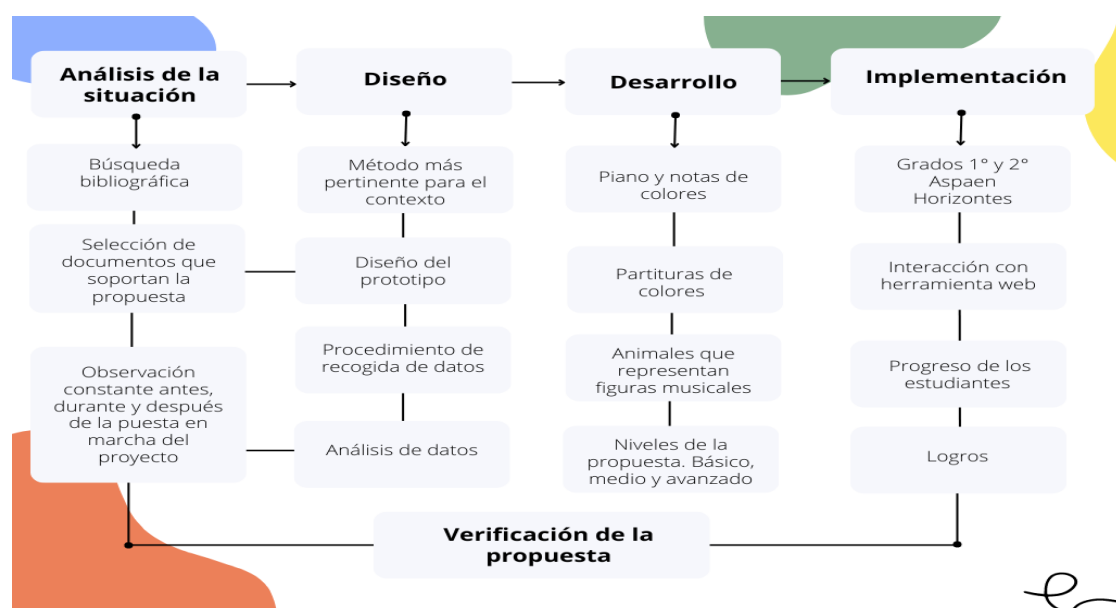 Análisis de la
situación
Búsqueda
bibliográfica
Selección de
documentos que
soportan la
propuesta
Observación
constante antes,
durante y después
de la puesta en
marcha del
proyecto
Diseño
Método más
pertinente para el
contexto
Diseño del
prototipo
Procedimiento de
recogida de datos
Análisis de datos
Desarrollo
Piano y notas de
colores
Partituras de
colores
Animales que
representan
figuras musicales
Niveles de la
propuesta. Básico,
medio y avanzado
Implementación
Grados 1° y 2°
Aspaen
Horizontes
Interacción con
herramienta web
Progreso de los
estudiantes
Logros
Verificación de la
propuesta